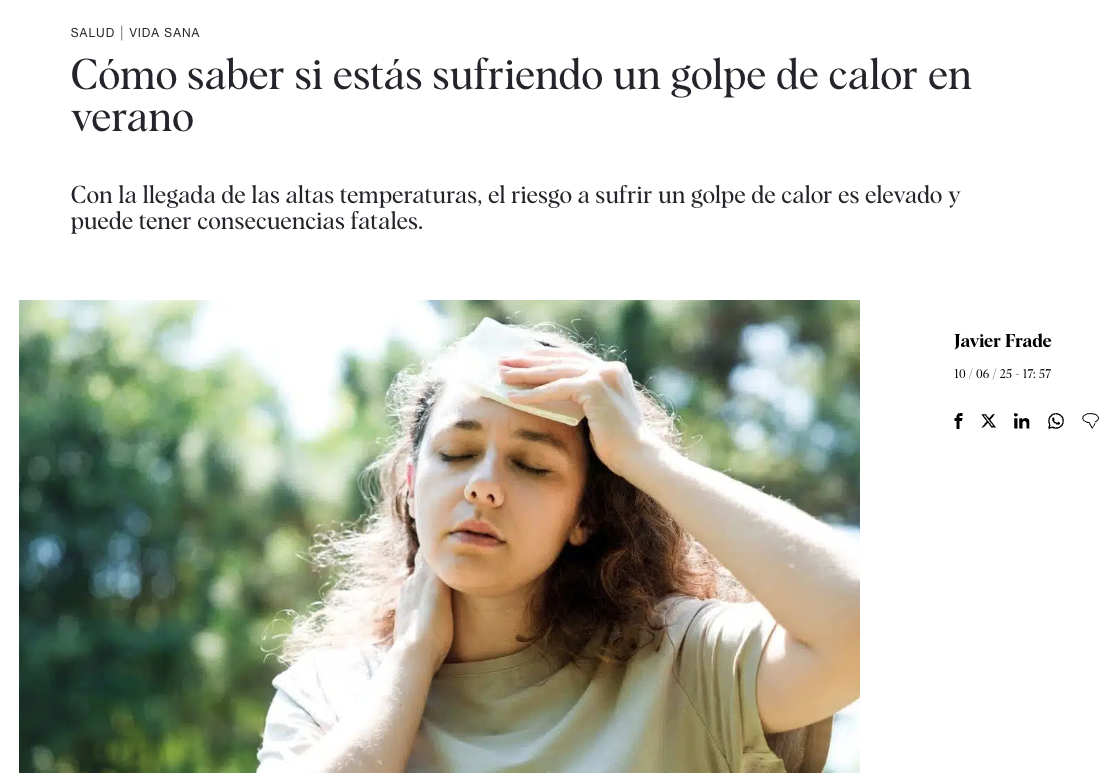 SALUD | VIDA SANA
Cómo saber si estás sufriendo un golpe de calor en
verano
Con la llegada de las altas temperaturas, el riesgo a sufrir un golpe de calor es elevado y
puede tener consecuencias fatales.
Javier Frade
10 / 06 / 25 - 17: 57